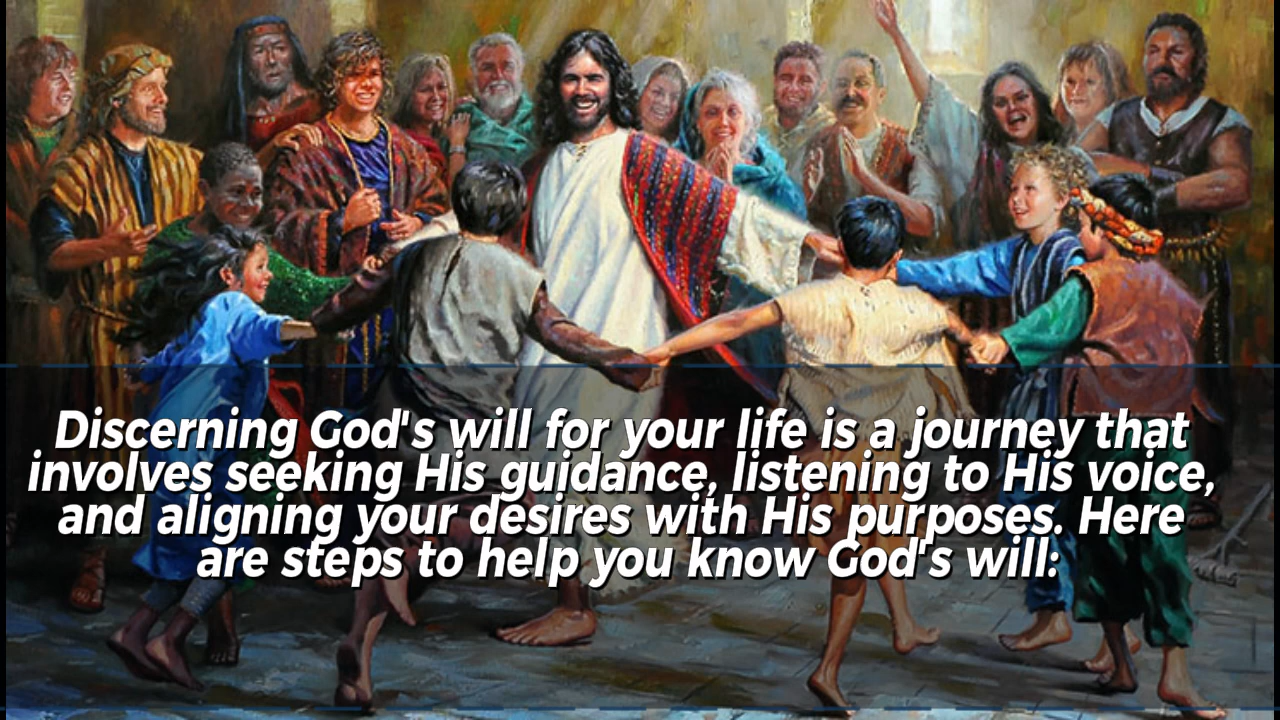 Discerning God's will for your life is a journey that
involves seeking His guidance, listening to His voice,
and aligning your desires with His purposes. Here
are steps to help you know God's will: